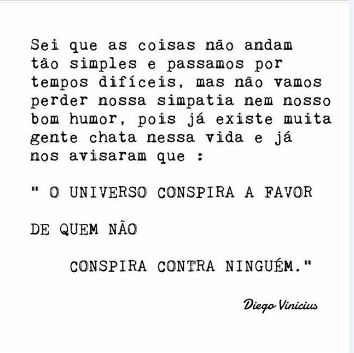 Sei que as coisas não andam
tão simples e passamos por
tempos difíceis, mas não vamos
perder nossa simpatia nem nosso
bom humor, pois já existe muita
gente chata nessa vida e já
nos avisaram que :
" O UNIVERSO CONSPIRA A FAVOR
DE QUEM NÃO
CONSPIRA CONTRA NINGUÉM."
Diego Vinicius